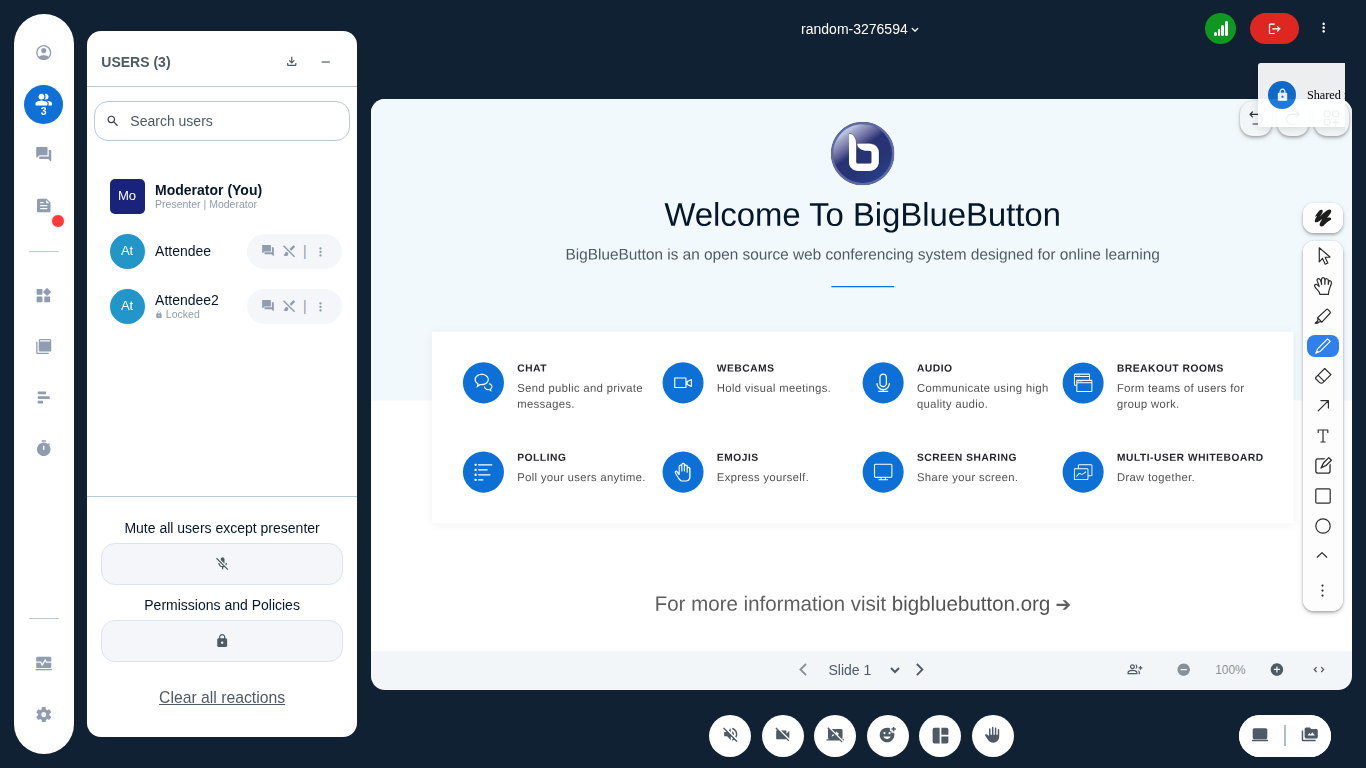 random-3276594
USERS (3)
3
Search users
Mo
Moderator (You)
Presenter | Moderator
At
Attendee
At
Attendee2
Locked
Mute all users except presenter
Permissions and Policies
Clear all reactions
Shared
Welcome To BigBlueButton
BigBlueButton is an open source web conferencing system designed for online learning
CHAT
Send public and private
messages.
WEBCAMS
Hold visual meetings.
AUDIO
Communicate using high
quality audio.
BREAKOUT ROOMS
Form teams of users for
group work.
POLLING
Poll your users anytime.
EMOJIS
Express yourself.
SCREEN SHARING
Share your screen.
MULTI-USER WHITEBOARD
Draw together.
For more information visit bigbluebutton.org ➔
Slide 1
100%